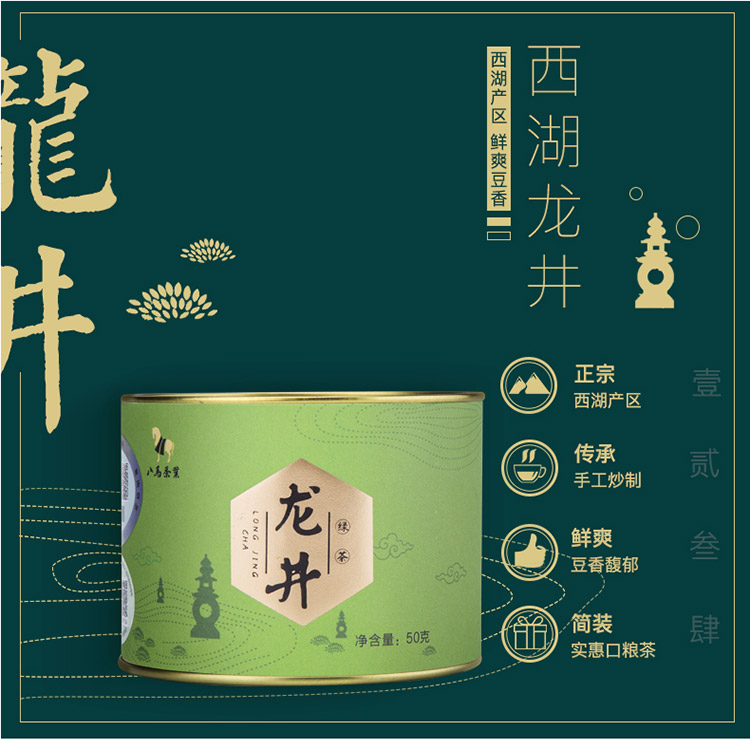 龍井
西湖龙井
西湖产区 鲜爽豆香
正宗
西湖产区
壹
传承
手工炒制
贰
鲜爽
豆香馥郁
叁
简装
实惠口粮茶
肆
八馬茶業
龙井
绿茶
LONG JING
CHA
净含量：50克